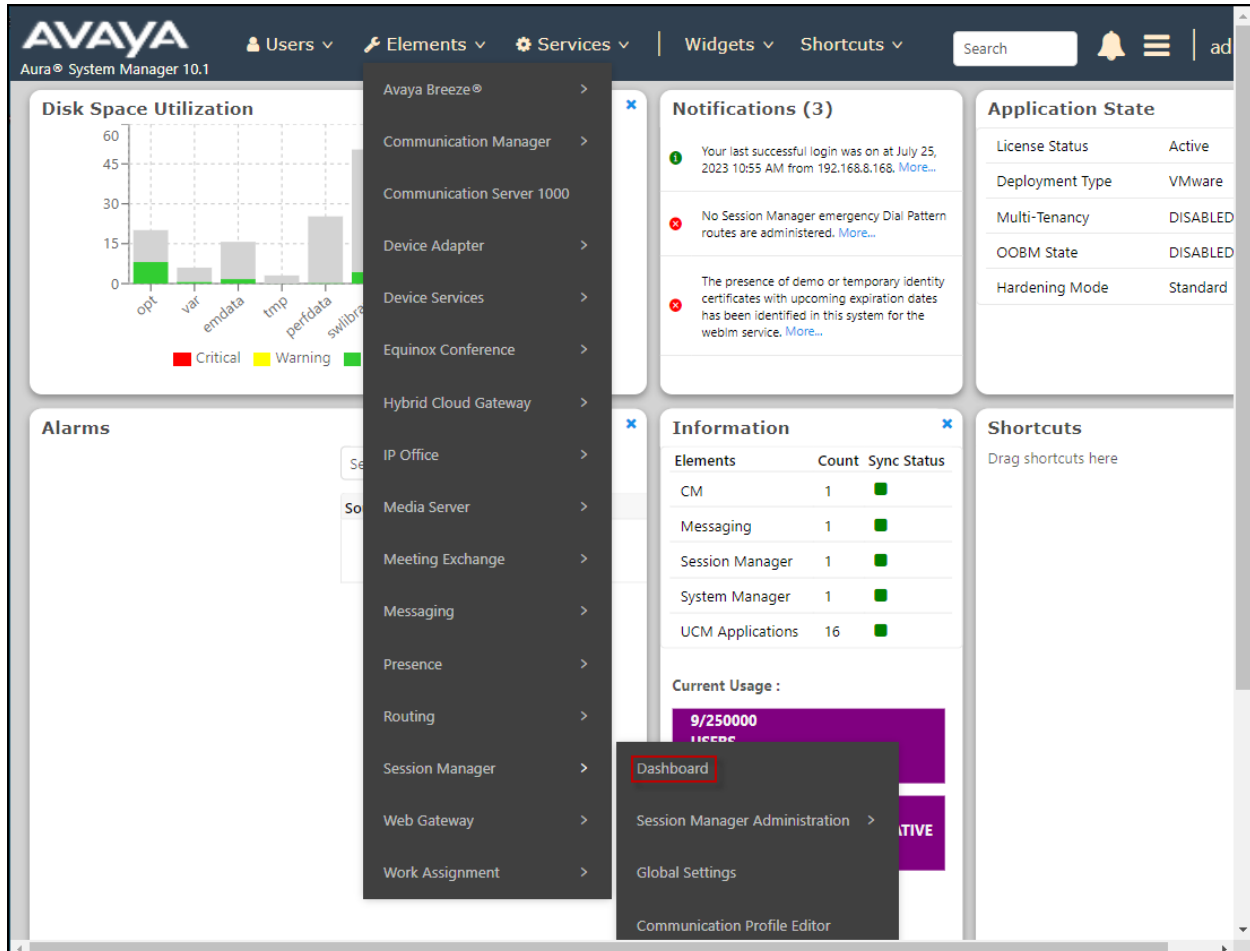 AVAYA
Aura® System Manager 10.1
Users
Elements
Services
Widgets
Shortcuts
Search
ad
Disk Space Utilization
60
45
30
15
0
opt
var
emdata
tmp
perfdata
Critical
Warning
Avaya Breeze®
Communication Manager
Communication Server 1000
Device Adapter
Device Services
Equinox Conference
Hybrid Cloud Gateway
IP Office
Media Server
Meeting Exchange
Messaging
Presence
Routing
Session Manager
Web Gateway
Work Assignment
Dashboard
Session Manager Administration
Global Settings
Communication Profile Editor
Notifications (3)
Your last successful login was on at July 25,
2023 10:55 AM from 192.168.8.168. More...
No Session Manager emergency Dial Pattern
routes are administered. More...
The presence of demo or temporary identity
certificates with upcoming expiration dates
has been identified in this system for the
weblm service. More...
Application State
License Status Active
Deployment Type VMware
Multi-Tenancy DISABLED
OOBM State DISABLED
Hardening Mode Standard
Alarms
Se
So
Information
Elements Count Sync Status
CM 1
Messaging 1
Session Manager 1
System Manager 1
UCM Applications 16
Current Usage :
9/250000
USERS
ATIVE
Shortcuts
Drag shortcuts here